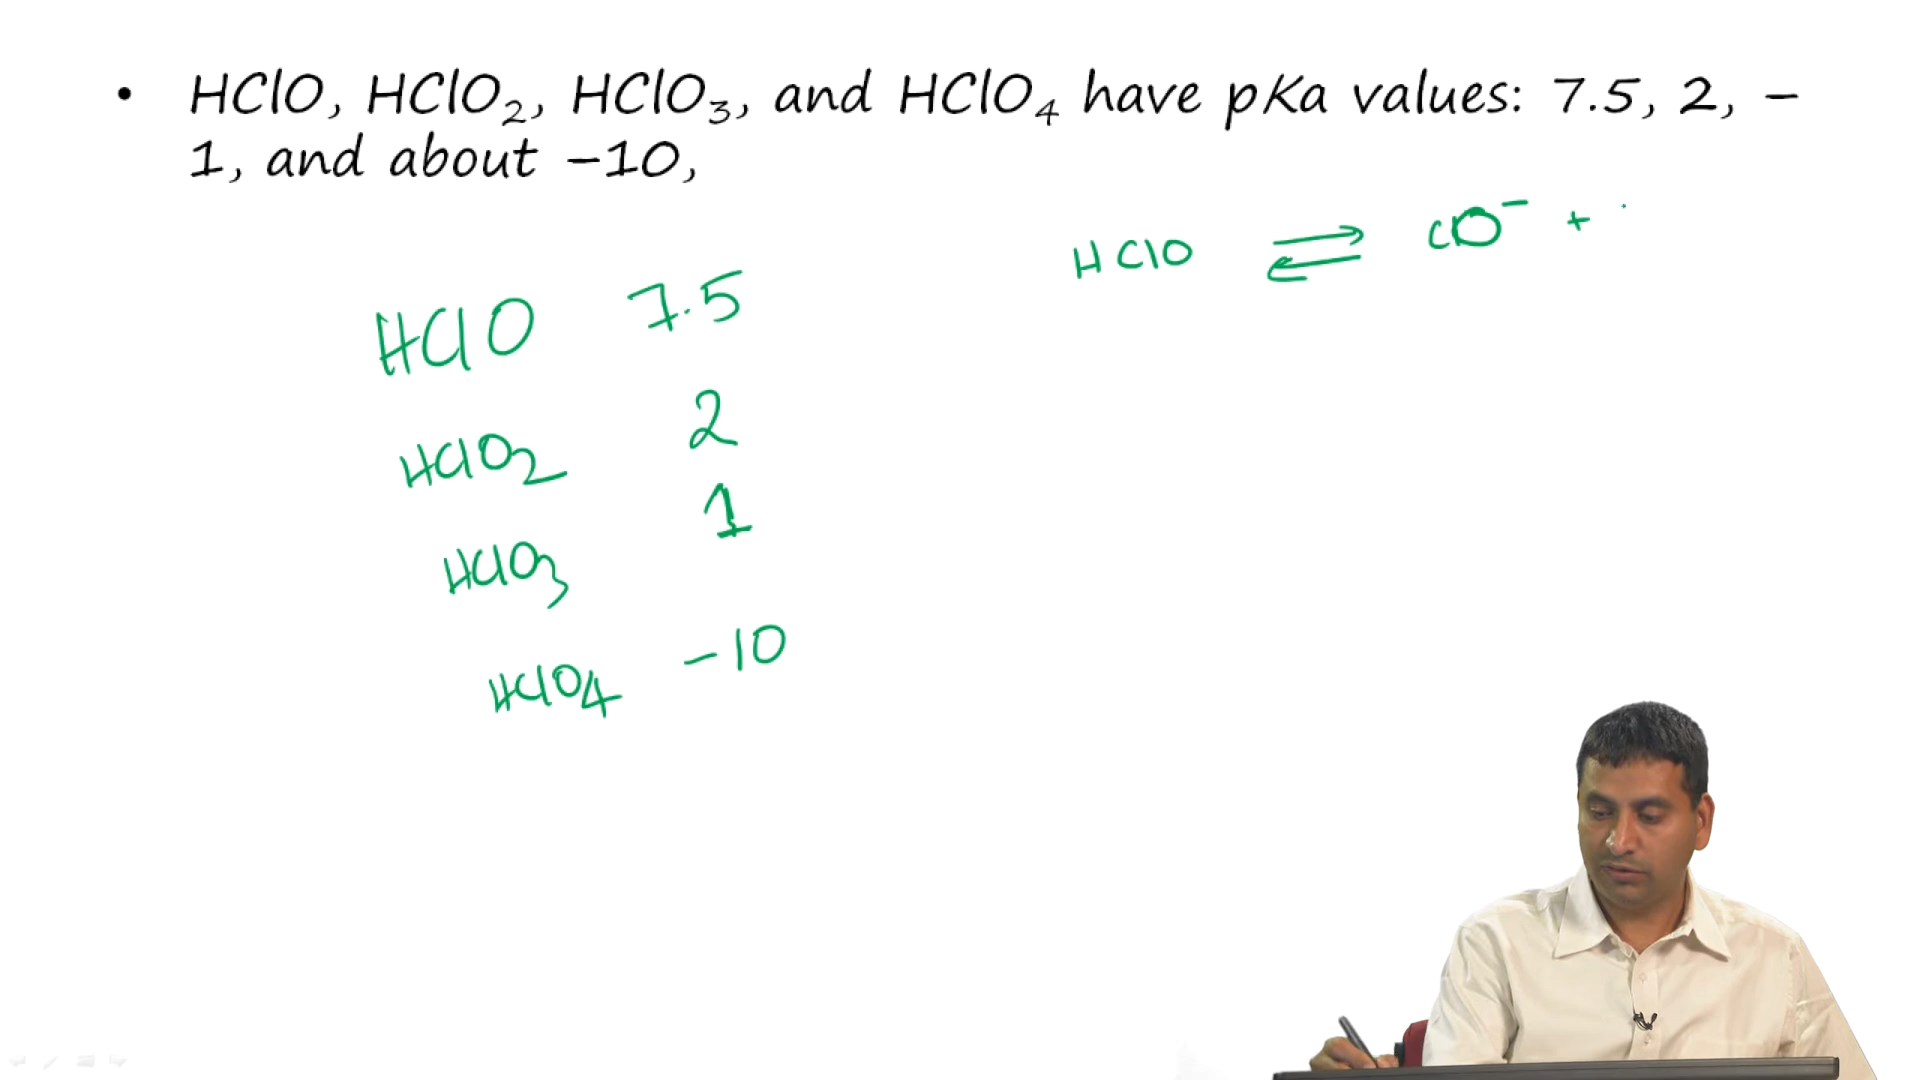 • HClO, HClO₂, HClO₃, and HClO₄ have pKa values: 7.5, 2, –
1, and about –10,
HClO ⇌ ClO⁻ +
HClO 7.5
HClO₂ 2
HClO₃ 1
HClO₄ -10